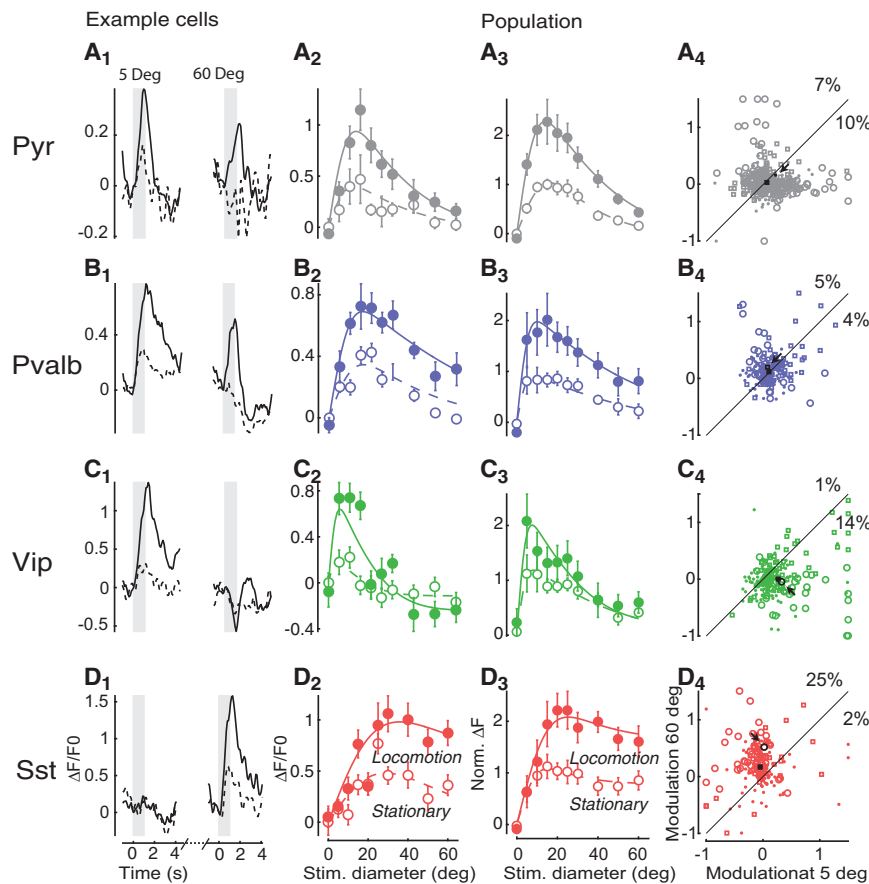 Example cells Population
A1 A2 A3 A4
5 Deg 60 Deg 7%
10%
Pyr
0.2 1 2 1
0
-0.2 0 0 -1
B1 B2 B3 B4
5%
4%
Pvalb
0.8 2 1
0.4 0.4 1 0
0 0 0 -1
C1 C2 C3 C4
1%
14%
Vip
1 0.8 2 1
0.5 0.4 1 0
0 0
-0.5 -0.4 0 -1
D1 D2 D3 D4
25%
2%
Sst
ΔF/F0 ΔF/F0 Norm. ΔF Modulation 60 deg
1.5 1 2 1
1
0.5 1 0
0 0 0 -1
Locomotion Locomotion
Stationary Stationary
0 2 4 0 2 4 0 20 40 60 0 20 40 60 -1 0 1
Time (s) Stim. diameter (deg) Stim. diameter (deg) Modulationat 5 deg